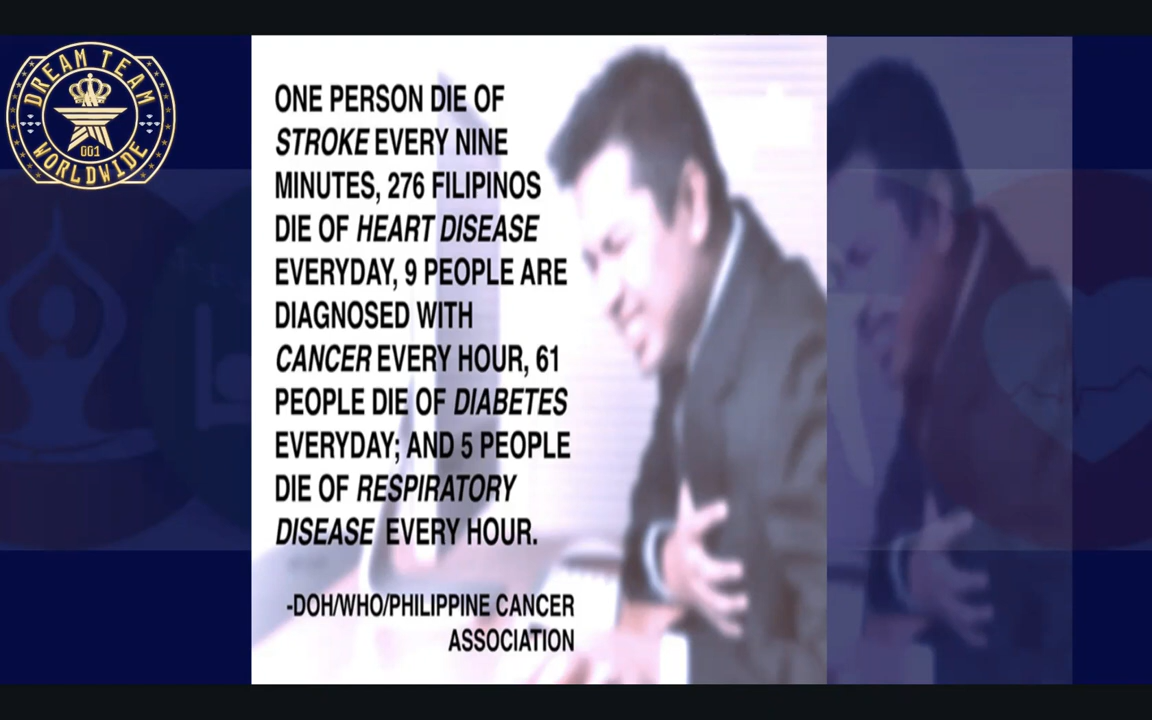 DREAM TEAM
001
WORLDWIDE
ONE PERSON DIE OF
STROKE EVERY NINE
MINUTES, 276 FILIPINOS
DIE OF HEART DISEASE
EVERYDAY, 9 PEOPLE ARE
DIAGNOSED WITH
CANCER EVERY HOUR, 61
PEOPLE DIE OF DIABETES
EVERYDAY; AND 5 PEOPLE
DIE OF RESPIRATORY
DISEASE EVERY HOUR.
-DOH/WHO/PHILIPPINE CANCER
ASSOCIATION